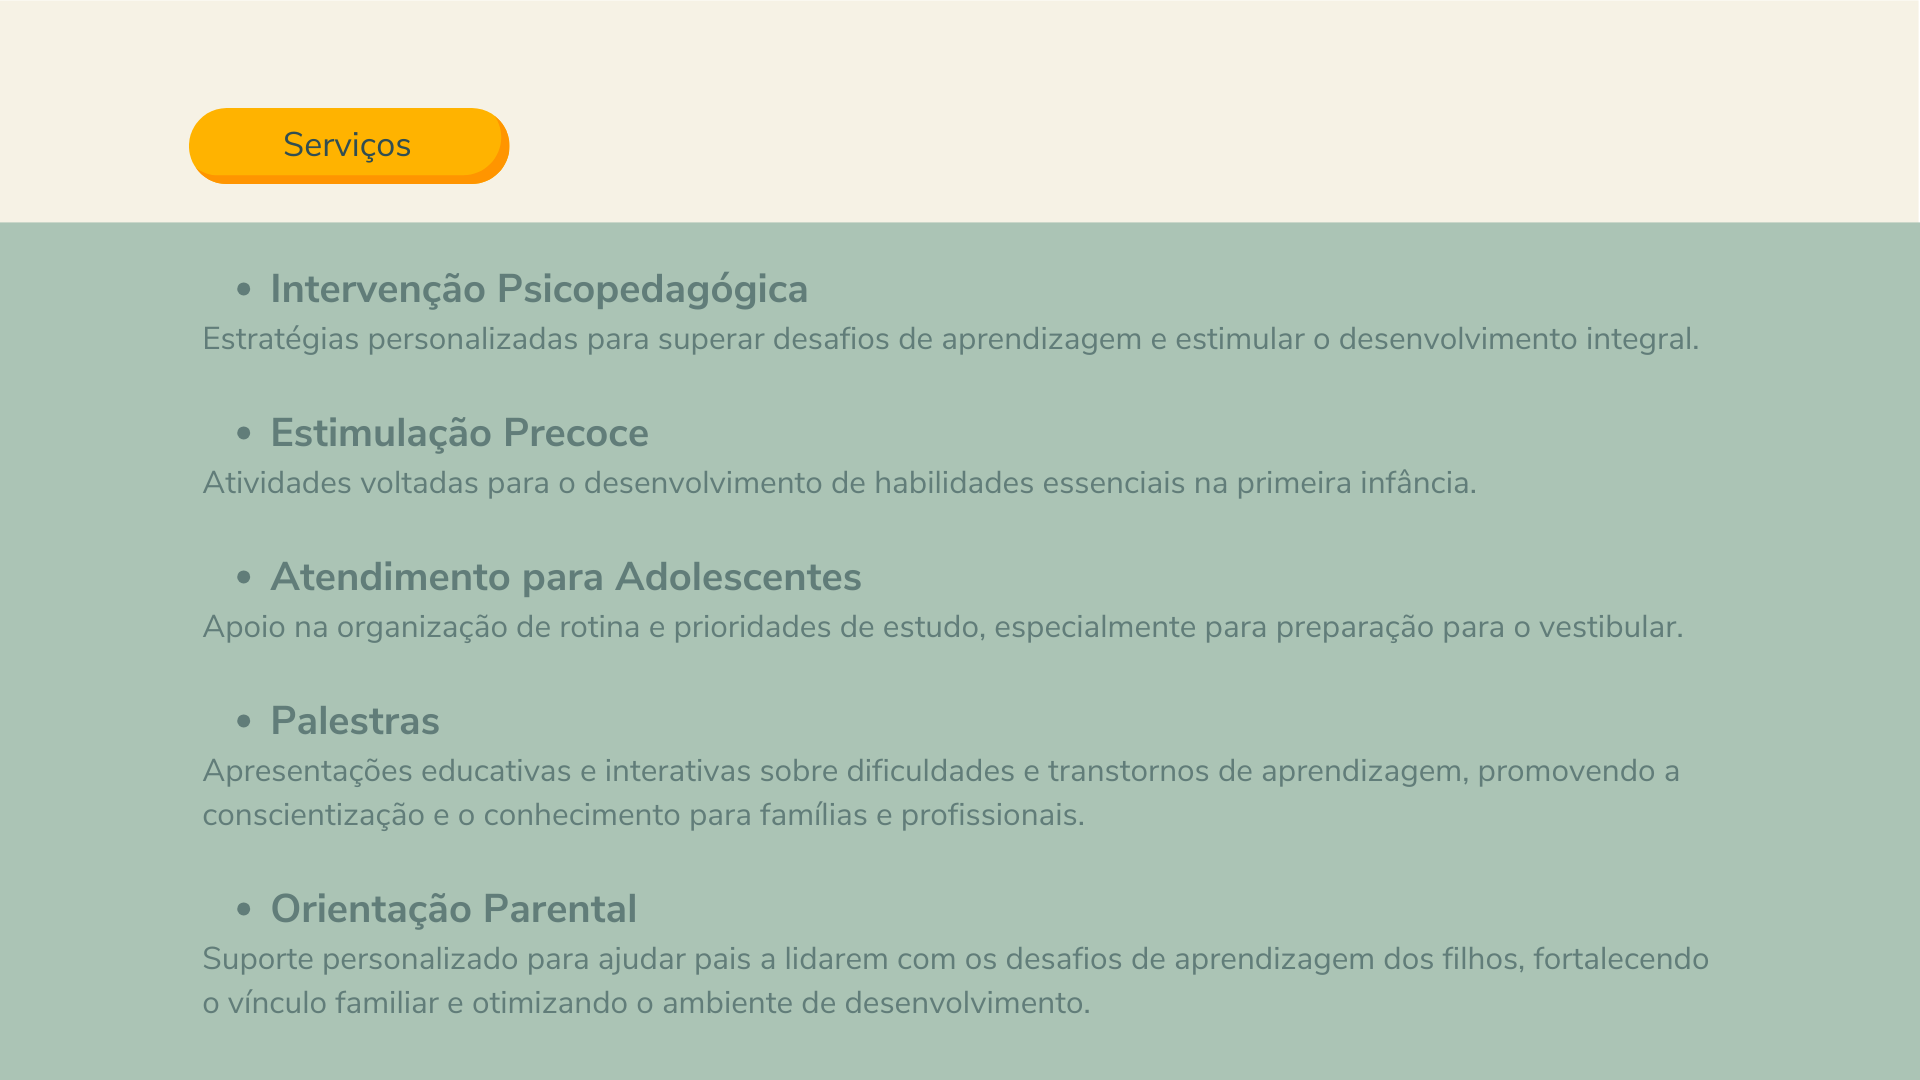 Serviços
• Intervenção Psicopedagógica
Estratégias personalizadas para superar desafios de aprendizagem e estimular o desenvolvimento integral.
• Estimulação Precoce
Atividades voltadas para o desenvolvimento de habilidades essenciais na primeira infância.
• Atendimento para Adolescentes
Apoio na organização de rotina e prioridades de estudo, especialmente para preparação para o vestibular.
• Palestras
Apresentações educativas e interativas sobre dificuldades e transtornos de aprendizagem, promovendo a
conscientização e o conhecimento para famílias e profissionais.
• Orientação Parental
Suporte personalizado para ajudar pais a lidarem com os desafios de aprendizagem dos filhos, fortalecendo
o vínculo familiar e otimizando o ambiente de desenvolvimento.